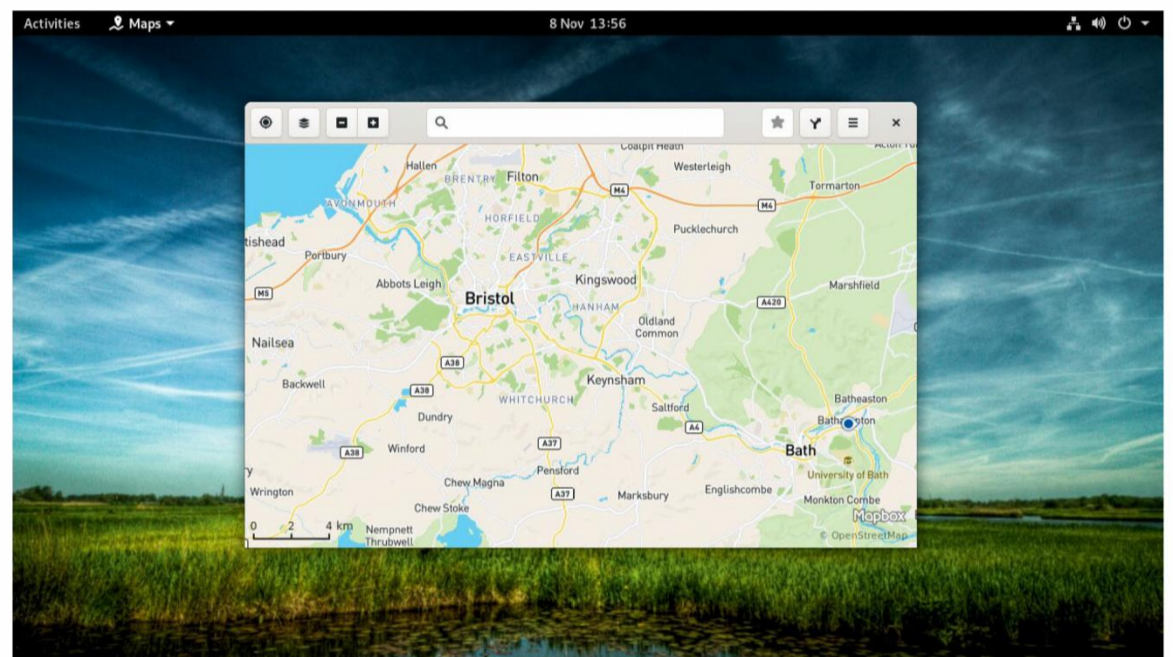 Activities
Maps
8 Nov 13:56
Coalpit Heath
Hallen
Westerleigh
BRENTRY
Filton
Tormarton
M4
AVONMOUTH
M4
HORFIELD
Pucklechurch
tishead
Portbury
EASTVILLE
Kingswood
Abbots Leigh
Marshfield
M5
Bristol
A420
HANHAM
Oldland
Common
Nailsea
A38
Keynsham
Backwell
A38
WHITCHURCH
Batheaston
Saltford
Dundry
A4
A37
Winford
A38
Bath
Pensford
University of Bath
Chew Magna
Wrington
A37
Marksbury
Englishcombe
Monkton Combe
Chew Stoke
Mapbox
0 2 4 km
Nempnett
Thrubwell
© OpenStreetMap